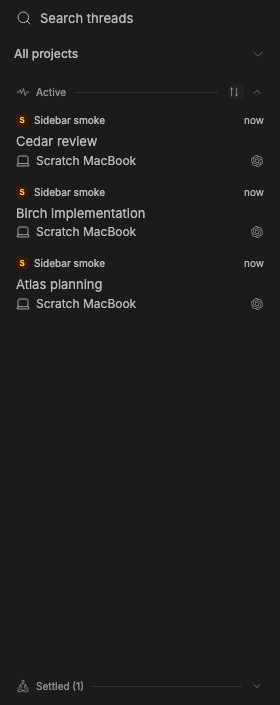 Search threads
All projects
Active
S Sidebar smoke now
Cedar review
Scratch MacBook
S Sidebar smoke now
Birch implementation
Scratch MacBook
S Sidebar smoke now
Atlas planning
Scratch MacBook
Settled (1)